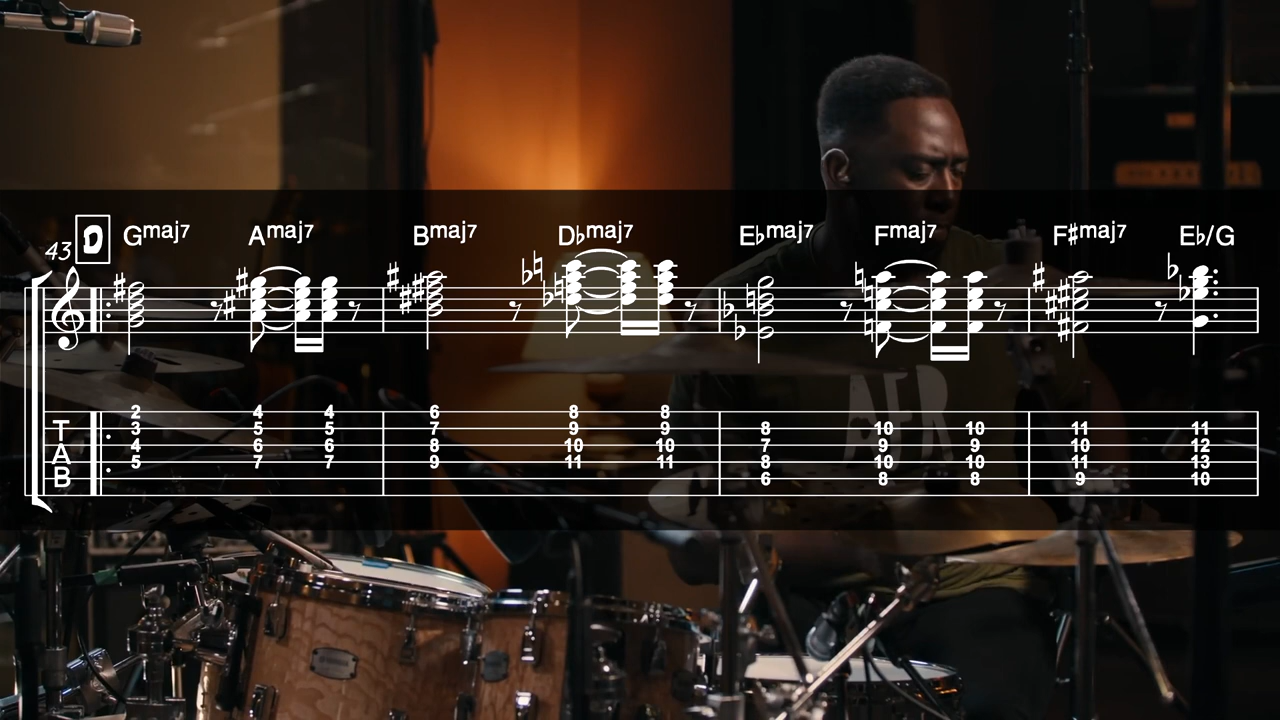 43 D Gmaj7 Amaj7 Bmaj7 D♭maj7 E♭maj7 Fmaj7 F#maj7 E♭/G
AFR
2 4 4 6 8 8
T 3 5 5 7 9 9 8 10 10 11 11
A 4 6 6 8 10 10 7 9 9 10 12
B 5 7 7 9 11 11 8 10 10 11 13
6 8 8 9 10